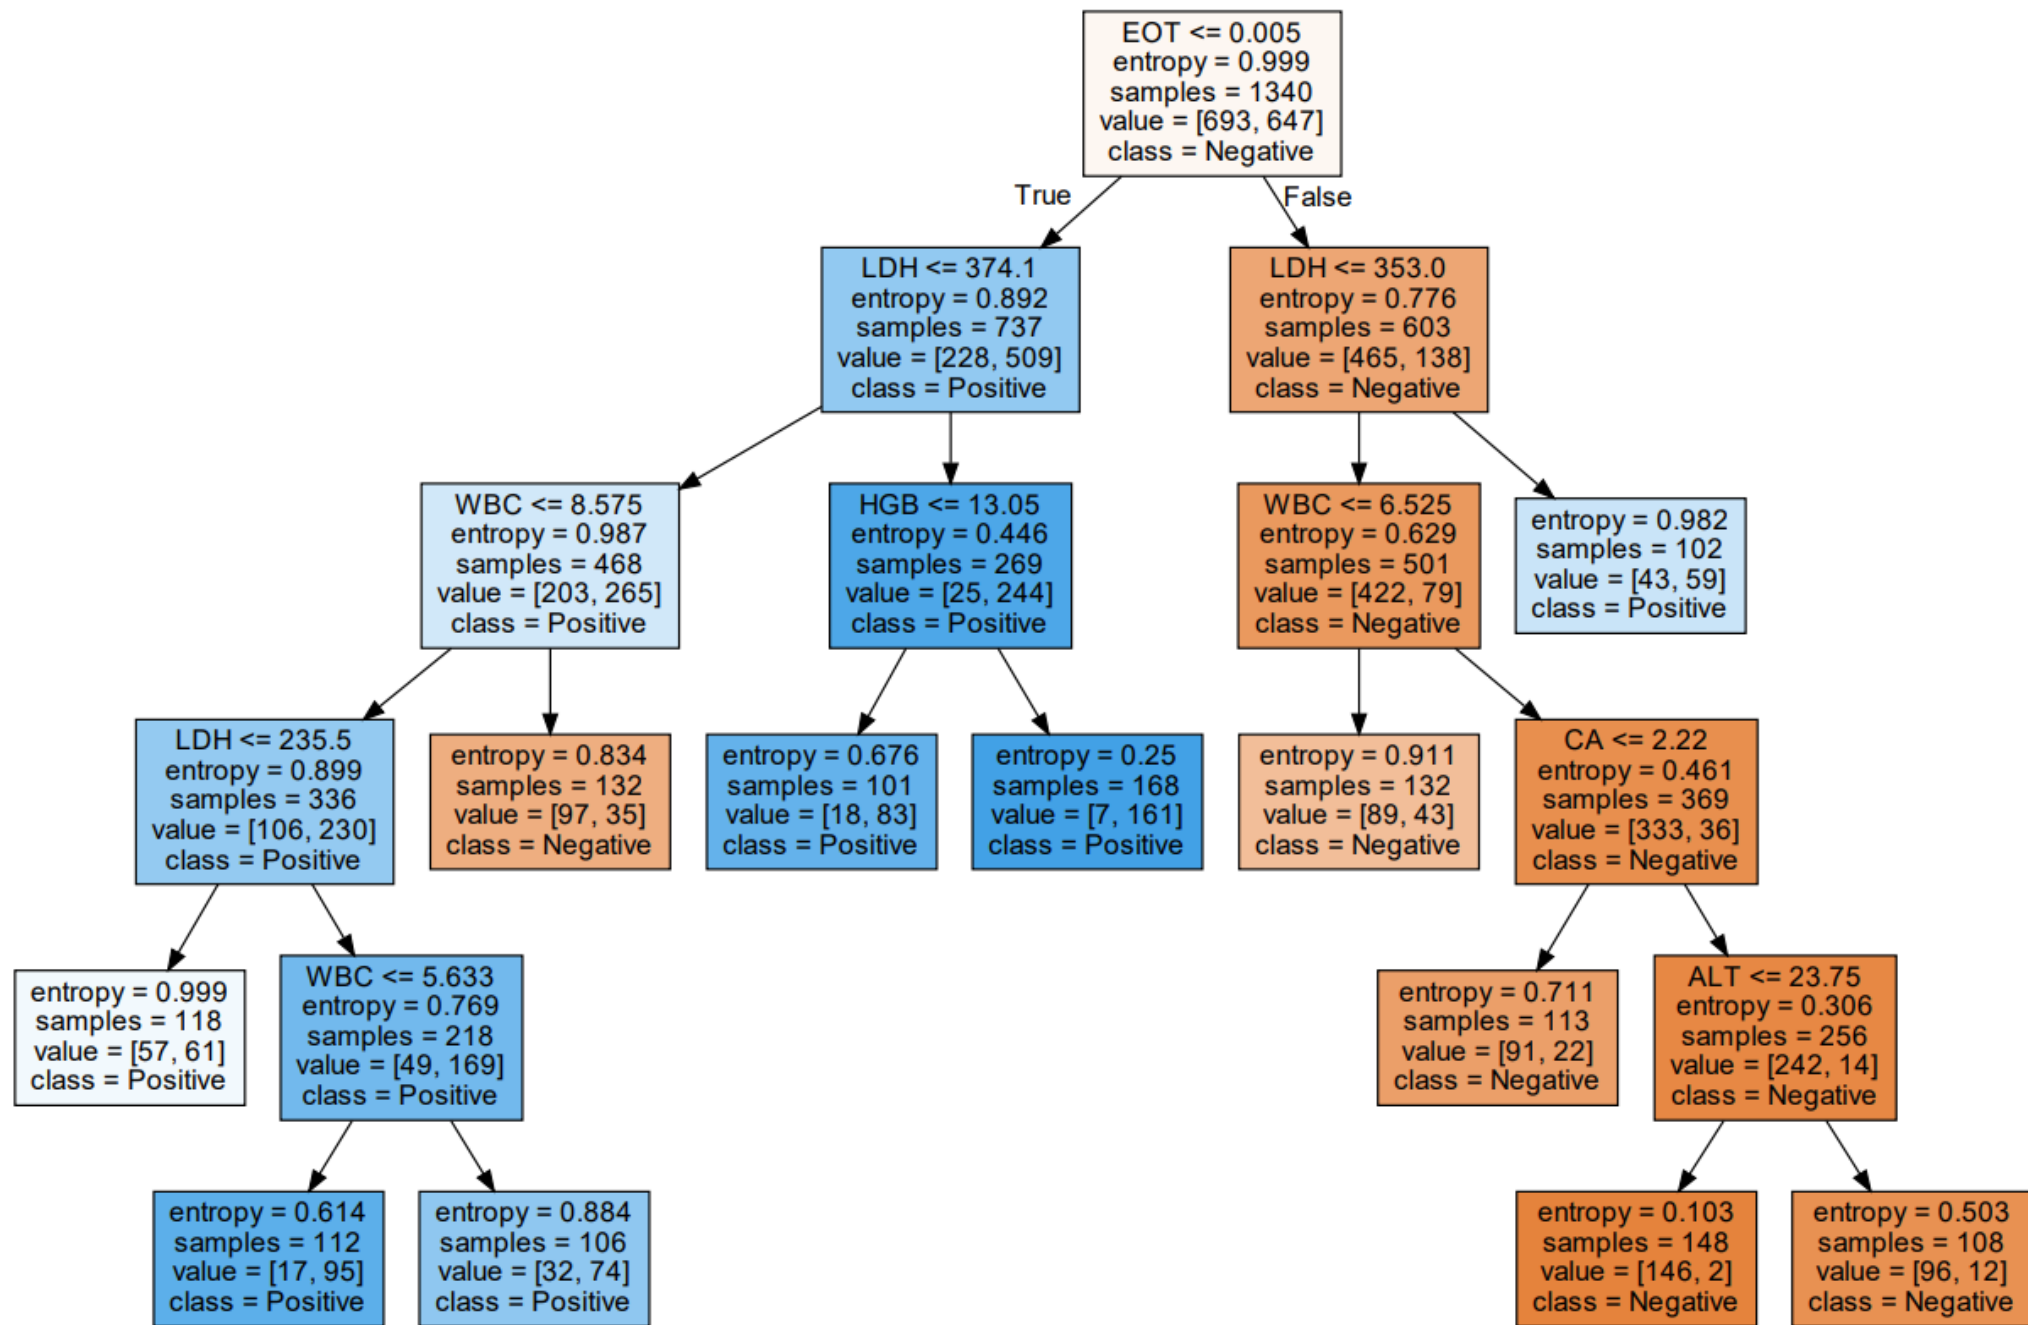 EOT <= 0.005
entropy = 0.999
samples = 1340
value = [693, 647]
class = Negative
True
False
LDH <= 374.1
entropy = 0.892
samples = 737
value = [228, 509]
class = Positive
LDH <= 353.0
entropy = 0.776
samples = 603
value = [465, 138]
class = Negative
WBC <= 8.575
entropy = 0.987
samples = 468
value = [203, 265]
class = Positive
HGB <= 13.05
entropy = 0.446
samples = 269
value = [25, 244]
class = Positive
WBC <= 6.525
entropy = 0.629
samples = 501
value = [422, 79]
class = Negative
entropy = 0.982
samples = 102
value = [43, 59]
class = Positive
LDH <= 235.5
entropy = 0.899
samples = 336
value = [106, 230]
class = Positive
entropy = 0.834
samples = 132
value = [97, 35]
class = Negative
entropy = 0.676
samples = 101
value = [18, 83]
class = Positive
entropy = 0.25
samples = 168
value = [7, 161]
class = Positive
entropy = 0.911
samples = 132
value = [89, 43]
class = Negative
CA <= 2.22
entropy = 0.461
samples = 369
value = [333, 36]
class = Negative
entropy = 0.999
samples = 118
value = [57, 61]
class = Positive
WBC <= 5.633
entropy = 0.769
samples = 218
value = [49, 169]
class = Positive
entropy = 0.711
samples = 113
value = [91, 22]
class = Negative
ALT <= 23.75
entropy = 0.306
samples = 256
value = [242, 14]
class = Negative
entropy = 0.614
samples = 112
value = [17, 95]
class = Positive
entropy = 0.884
samples = 106
value = [32, 74]
class = Positive
entropy = 0.103
samples = 148
value = [146, 2]
class = Negative
entropy = 0.503
samples = 108
value = [96, 12]
class = Negative